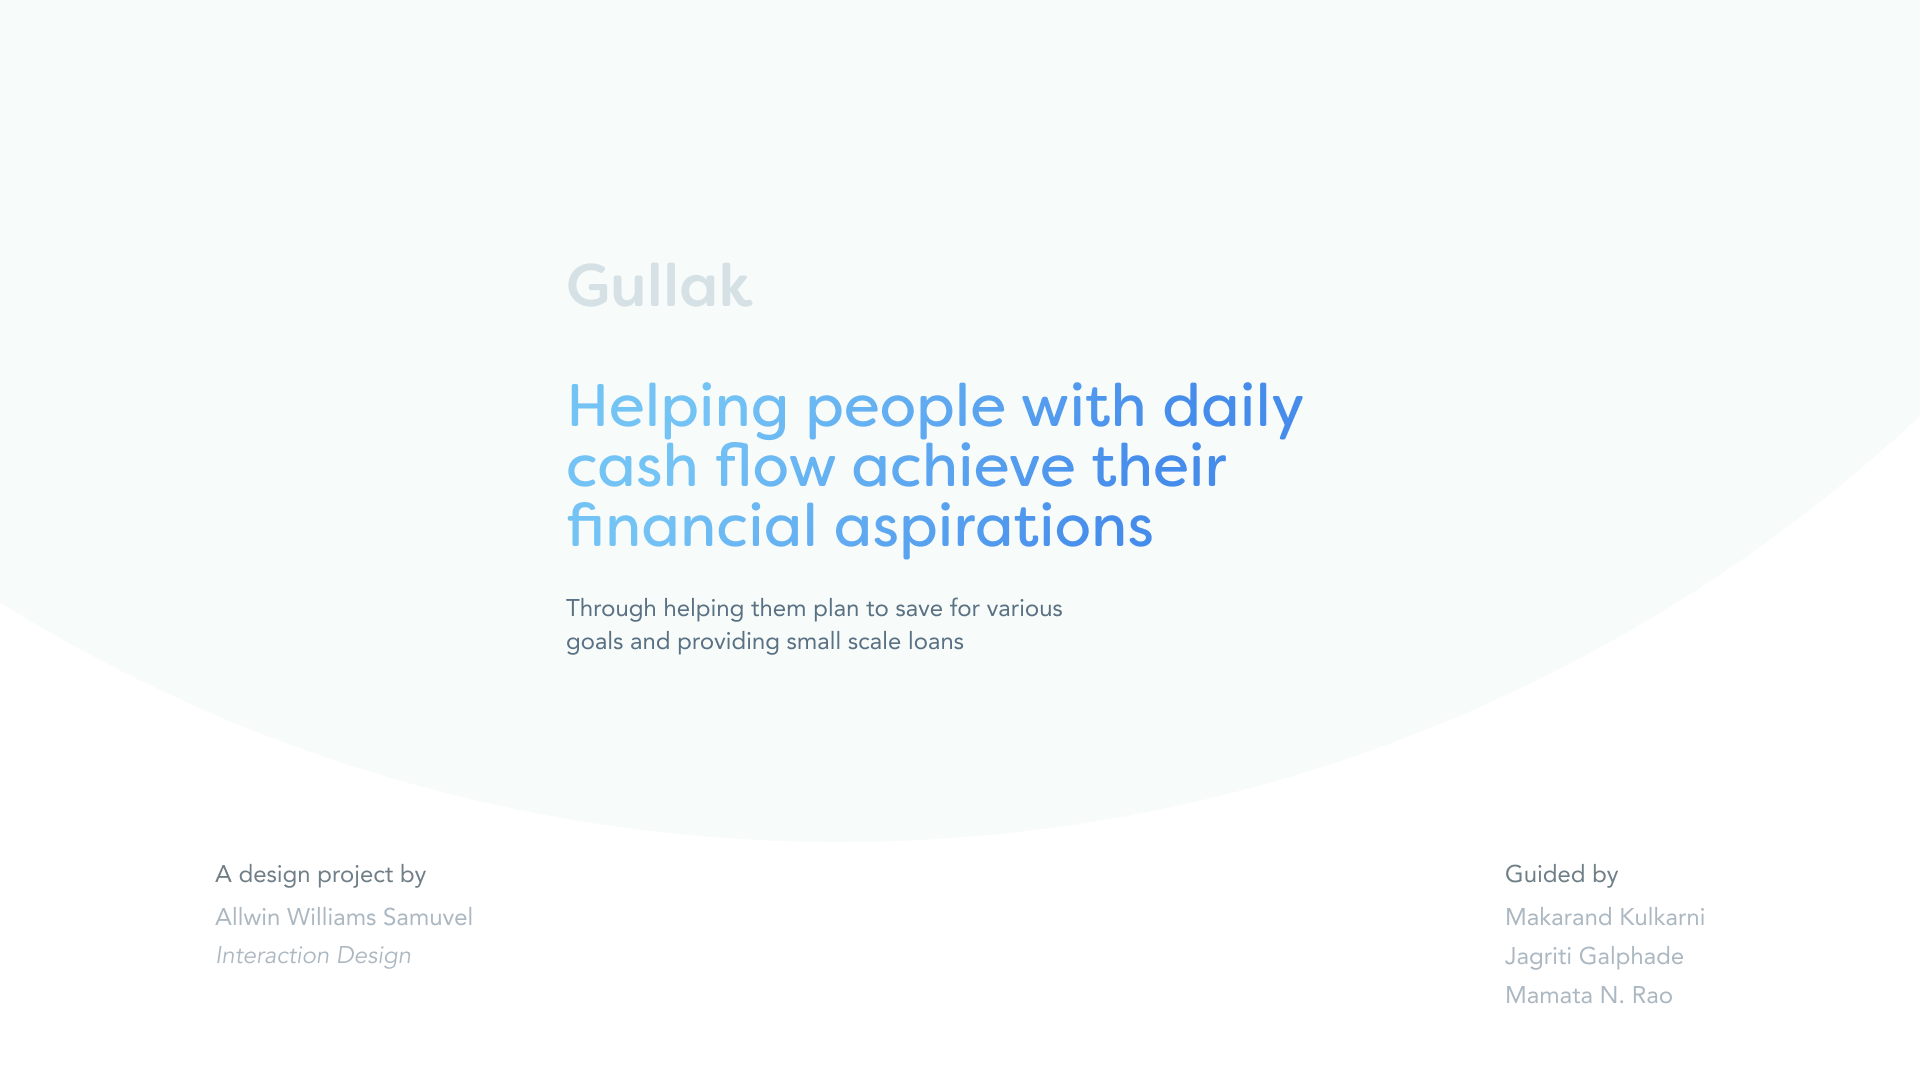 Gullak
Helping people with daily
cash flow achieve their
financial aspirations
Through helping them plan to save for various
goals and providing small scale loans
A design project by
Allwin Williams Samuvel
Interaction Design
Guided by
Makarand Kulkarni
Jagriti Galphade
Mamata N. Rao